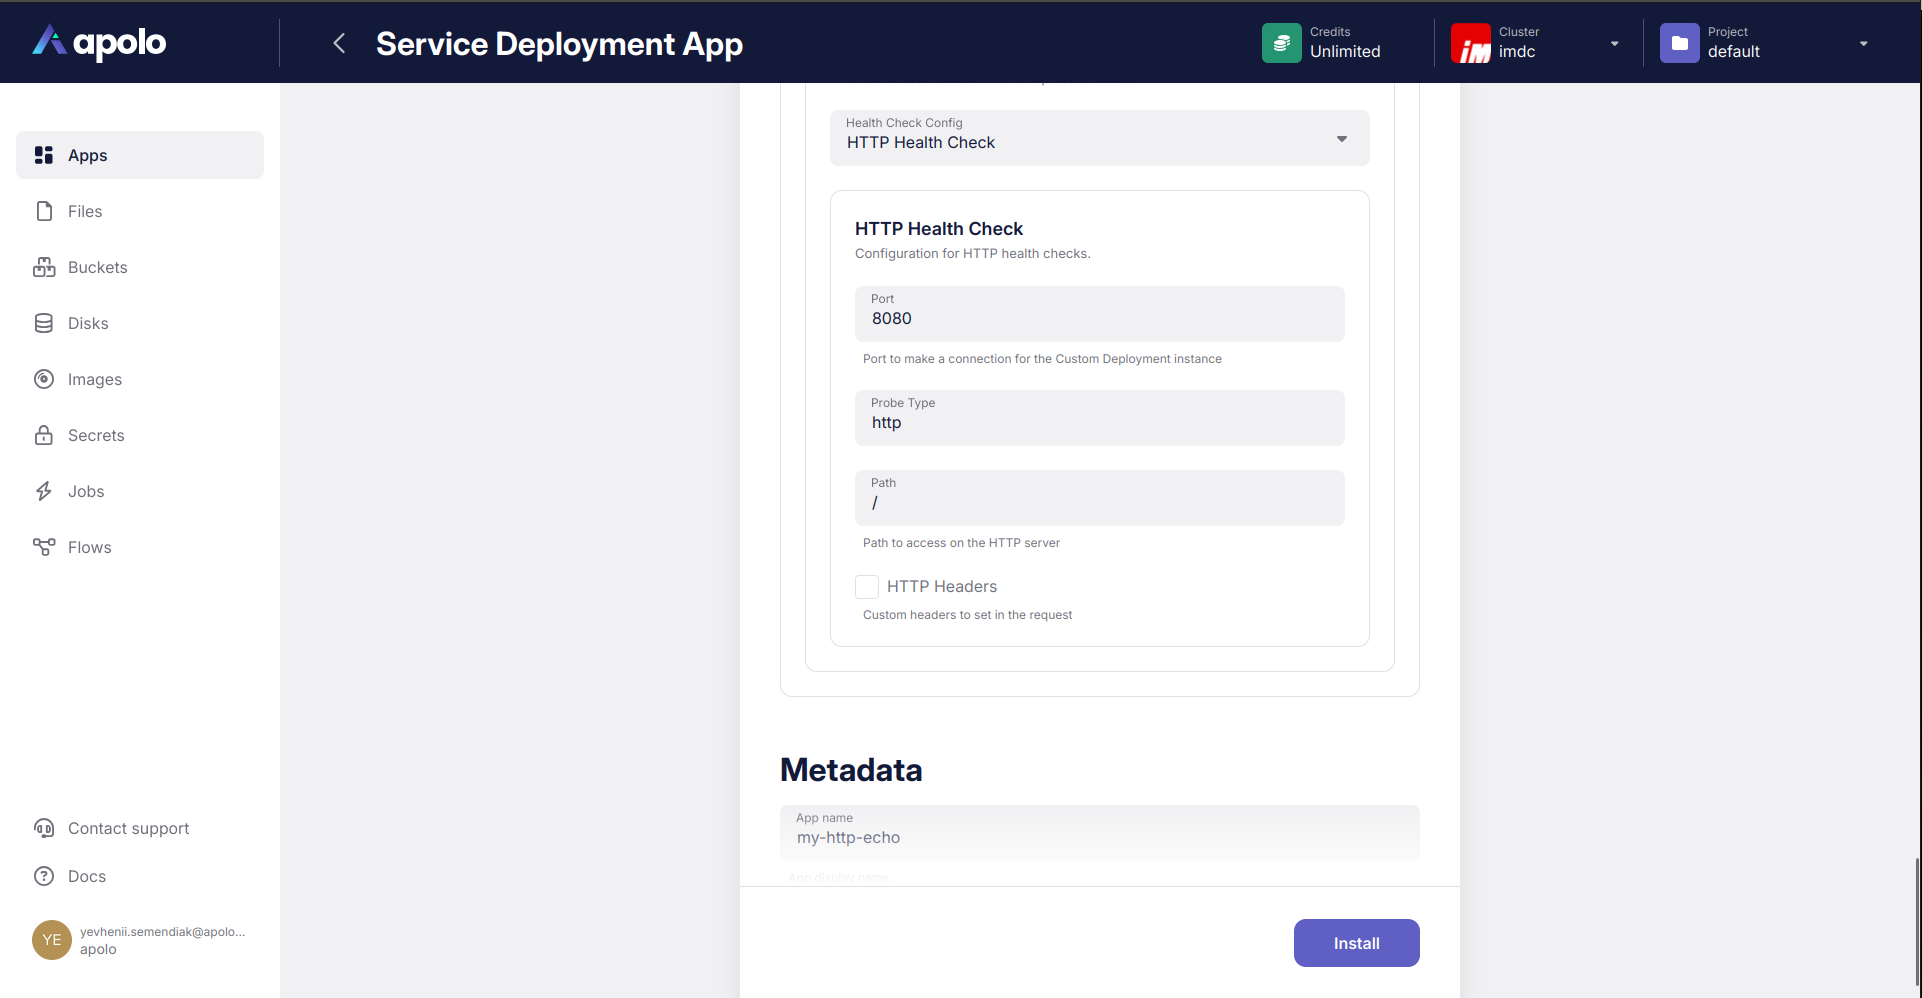 apolo
Service Deployment App
Credits
Unlimited
Cluster
imdc
Project
default
Apps
Files
Buckets
Disks
Images
Secrets
Jobs
Flows
Contact support
Docs
YE
yevhenii.semendiak@apolo...
apolo
Health Check Config
HTTP Health Check
HTTP Health Check
Configuration for HTTP health checks.
Port
8080
Port to make a connection for the Custom Deployment instance
Probe Type
http
Path
/
Path to access on the HTTP server
HTTP Headers
Custom headers to set in the request
Metadata
App name
my-http-echo
App display name
Install